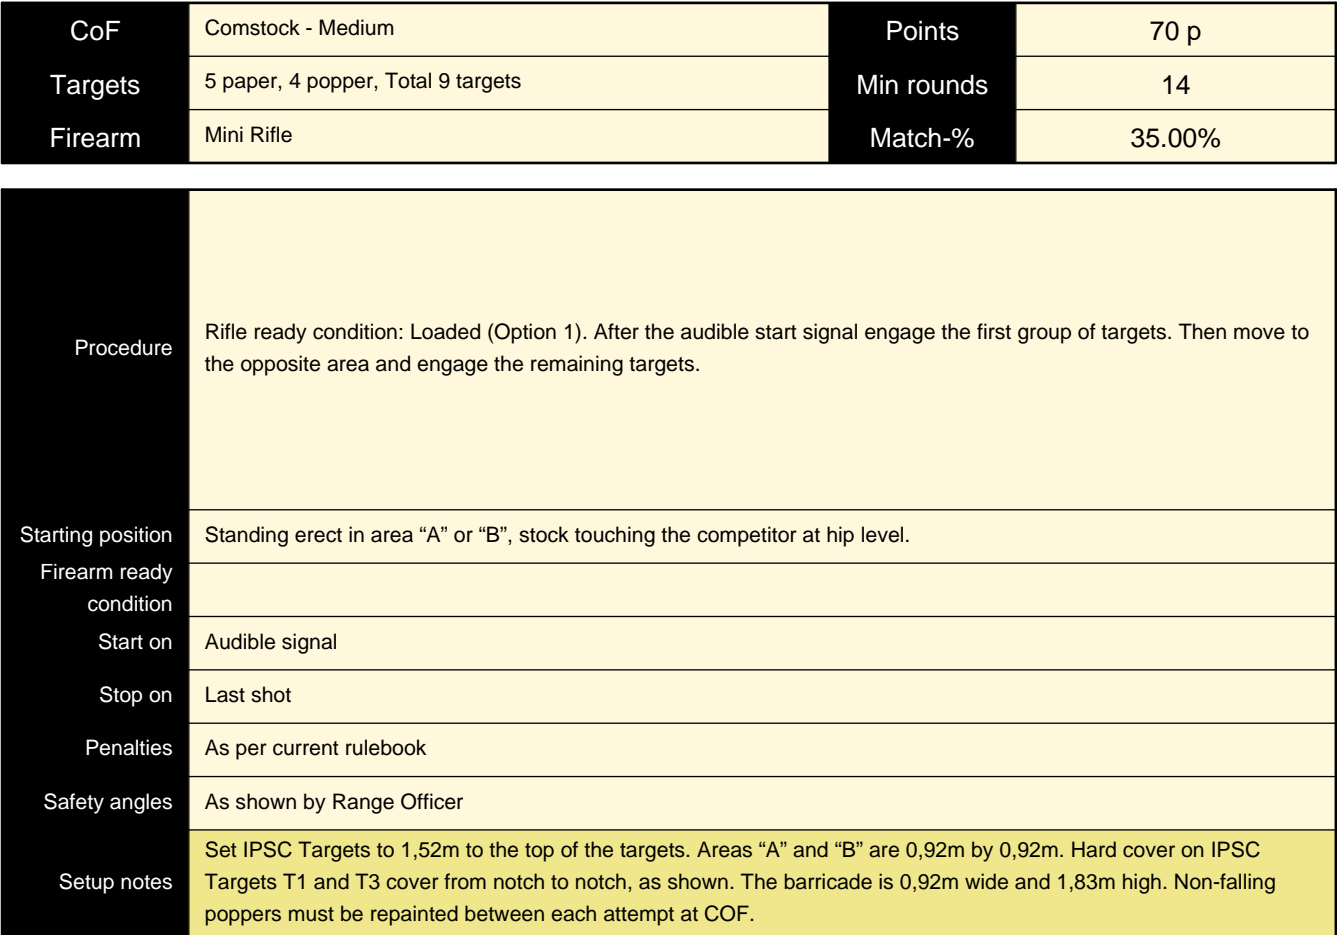 CoF Comstock - Medium Points 70 p
Targets 5 paper, 4 popper, Total 9 targets Min rounds 14
Firearm Mini Rifle Match-% 35.00%
Procedure
Rifle ready condition: Loaded (Option 1). After the audible start signal engage the first group of targets. Then move to
the opposite area and engage the remaining targets.
Starting position Standing erect in area “A” or “B”, stock touching the competitor at hip level.
Firearm ready
condition
Start on Audible signal
Stop on Last shot
Penalties As per current rulebook
Safety angles As shown by Range Officer
Setup notes
Set IPSC Targets to 1,52m to the top of the targets. Areas “A” and “B” are 0,92m by 0,92m. Hard cover on IPSC
Targets T1 and T3 cover from notch to notch, as shown. The barricade is 0,92m wide and 1,83m high. Non-falling
poppers must be repainted between each attempt at COF.